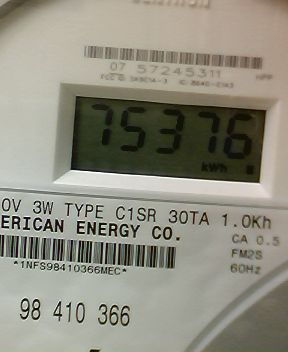 07 57245311 HPP
75376
kWh
0V 3W TYPE C1SR 30TA 1.0Kh
ERICAN ENERGY CO.
CA 0.5
FM2S
60Hz
*1NFS98410366MEC*
98 410 366